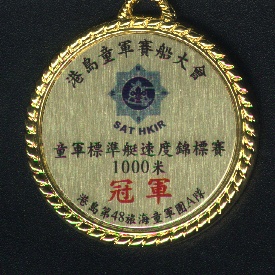 港島童軍賽船大會
SAT HKIR
童軍標準艇速度錦標賽
1000米
冠軍
港島第48旅海童軍團A隊